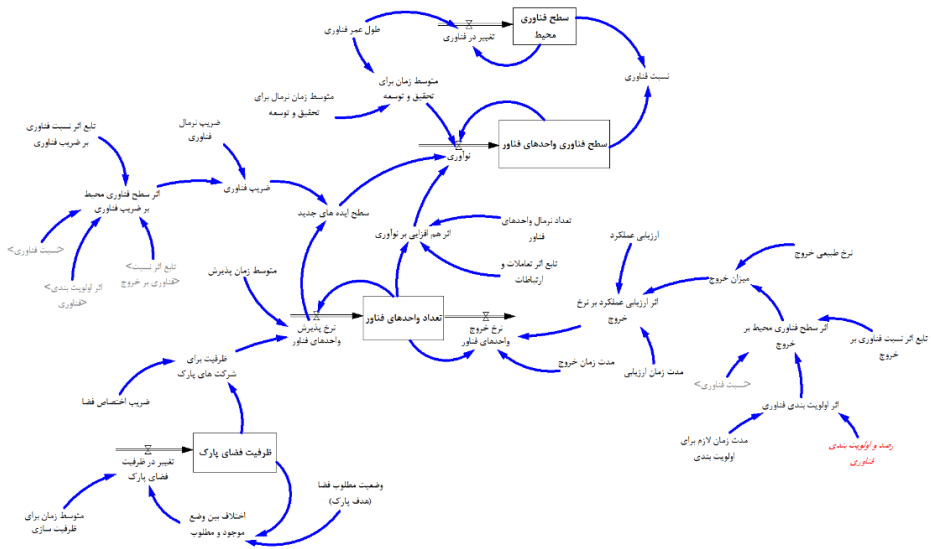 سطح فناوری
محیط
تغییر در فناوری
طول عمر فناوری
نسبت فناوری
متوسط زمان برای
تحقیق و توسعه
متوسط زمان نرمال برای
تحقیق و توسعه
سطح فناوری واحدهای فناور
نوآوری
ضریب نرمال
فناوری
تابع اثر نسبت فناوری
بر ضریب فناوری
اثر سطح فناوری محیط
بر ضریب فناوری
ضریب فناوری
سطح ایده های جدید
<نسبت فناوری>
اثر اولویت بندی>
<فناوری
تابع اثر نسبت>
<فناوری بر خروج
اثر هم افزایی بر نوآوری
تعداد نرمال واحدهای
فناور
تابع اثر تعاملات و
ارتباطات
متوسط زمان پذیرش
نرخ پذیرش
واحدهای فناور
تعداد واحدهای فناور
نرخ خروج
واحدهای فناور
مدت زمان خروج
ارزیابی عملکرد
اثر ارزیابی عملکرد بر نرخ
خروج
مدت زمان ارزیابی
میزان خروج
نرخ طبیعی خروج
اثر سطح فناوری محیط بر
خروج
تابع اثر نسبت فناوری بر
خروج
<نسبت فناوری>
اثر اولویت بندی فناوری
مدت زمان لازم برای
اولویت بندی
رصد و اولویت بندی
فناوری
ظرفیت برای
شرکت های پارک
ضریب اختصاص فضا
ظرفیت فضای پارک
تغییر در ظرفیت
فضای پارک
متوسط زمان برای
ظرفیت سازی
اختلاف بین وضع
موجود و مطلوب
وضعیت مطلوب فضا
(هدف پارک)